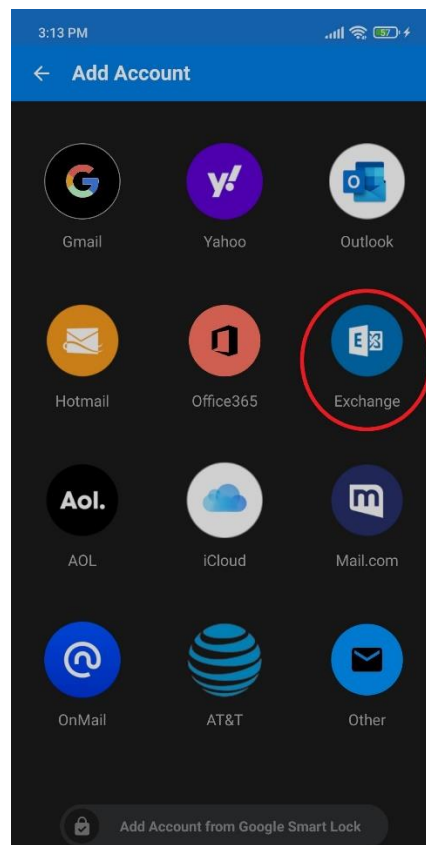 3:13 PM
57
Add Account
G
y!
O
Gmail
Yahoo
Outlook
E
Hotmail
Office365
Exchange
Aol.
m
AOL
iCloud
Mail.com
OnMail
AT&T
Other
Add Account from Google Smart Lock